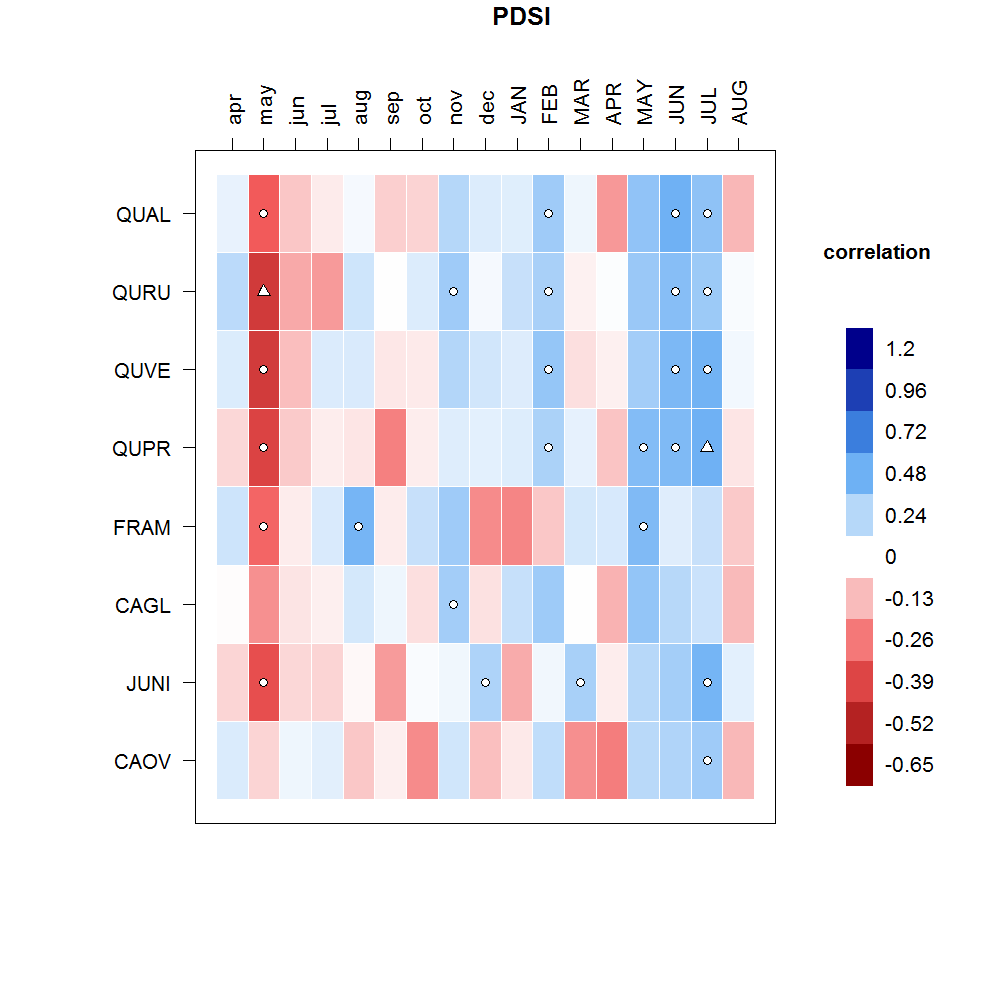 PDSI
apr may jun jul aug sep oct nov dec JAN FEB MAR APR MAY JUN JUL AUG
QUAL
QURU
QUVE
QUPR
FRAM
CAGL
JUNI
CAOV
correlation
1.2
0.96
0.72
0.48
0.24
0
-0.13
-0.26
-0.39
-0.52
-0.65